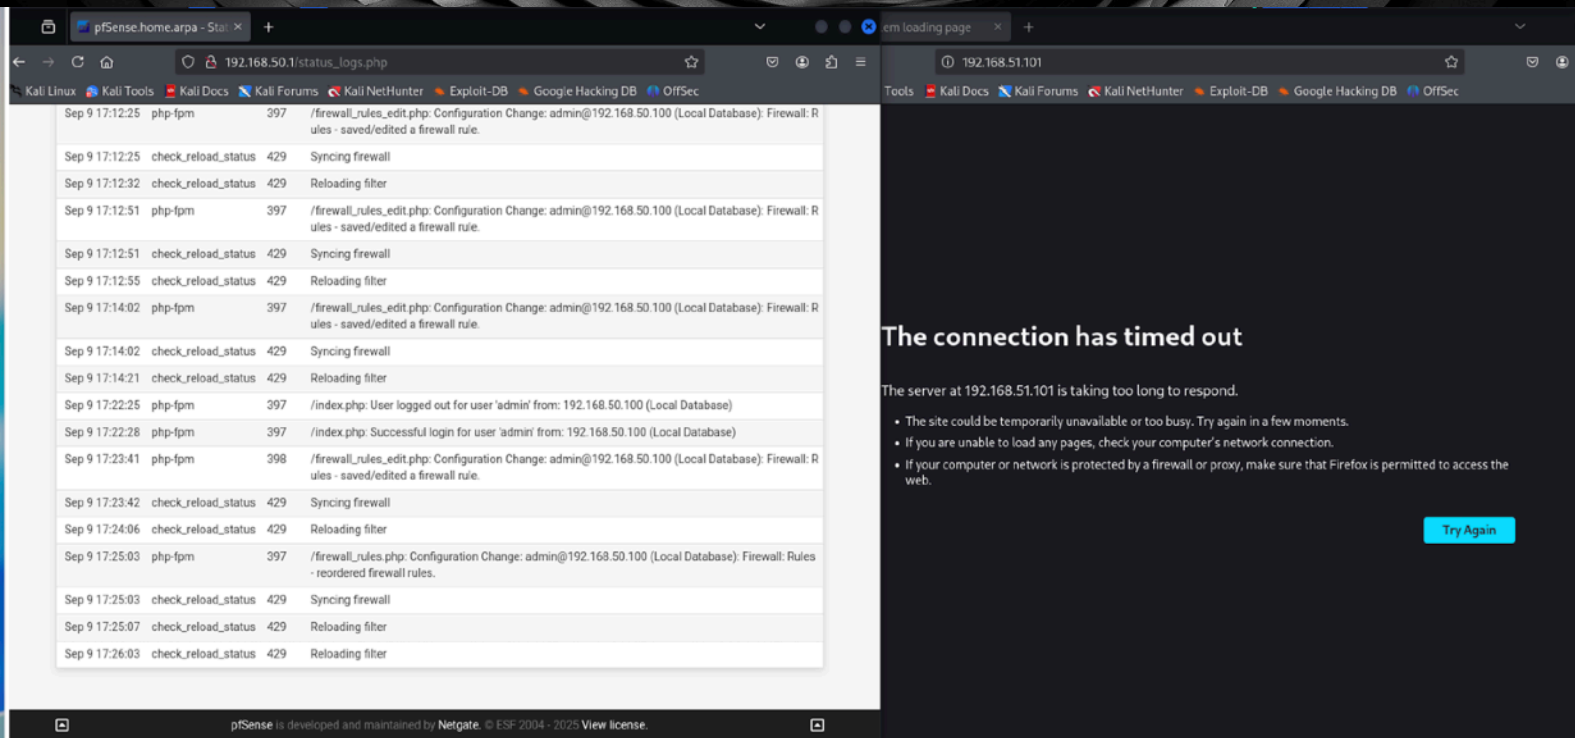 pfSense.home.arpa - Stat
192.168.50.1/status_logs.php
Kali Linux Kali Tools Kali Docs Kali Forums Kali NetHunter Exploit-DB Google Hacking DB OffSec
Sep 9 17:12:25 php-fpm 397 /firewall_rules_edit.php: Configuration Change: admin@192.168.50.100 (Local Database): Firewall: R
ules - saved/edited a firewall rule.
Sep 9 17:12:25 check_reload_status 429 Syncing firewall
Sep 9 17:12:32 check_reload_status 429 Reloading filter
Sep 9 17:12:51 php-fpm 397 /firewall_rules_edit.php: Configuration Change: admin@192.168.50.100 (Local Database): Firewall: R
ules - saved/edited a firewall rule.
Sep 9 17:12:51 check_reload_status 429 Syncing firewall
Sep 9 17:12:55 check_reload_status 429 Reloading filter
Sep 9 17:14:02 php-fpm 397 /firewall_rules_edit.php: Configuration Change: admin@192.168.50.100 (Local Database): Firewall: R
ules - saved/edited a firewall rule.
Sep 9 17:14:02 check_reload_status 429 Syncing firewall
Sep 9 17:14:21 check_reload_status 429 Reloading filter
Sep 9 17:22:25 php-fpm 397 /index.php: User logged out for user 'admin' from: 192.168.50.100 (Local Database)
Sep 9 17:22:28 php-fpm 397 /index.php: Successful login for user 'admin' from: 192.168.50.100 (Local Database)
Sep 9 17:23:41 php-fpm 398 /firewall_rules_edit.php: Configuration Change: admin@192.168.50.100 (Local Database): Firewall: R
ules - saved/edited a firewall rule.
Sep 9 17:23:42 check_reload_status 429 Syncing firewall
Sep 9 17:24:06 check_reload_status 429 Reloading filter
Sep 9 17:25:03 php-fpm 397 /firewall_rules.php: Configuration Change: admin@192.168.50.100 (Local Database): Firewall: Rules
- reordered firewall rules.
Sep 9 17:25:03 check_reload_status 429 Syncing firewall
Sep 9 17:25:07 check_reload_status 429 Reloading filter
Sep 9 17:26:03 check_reload_status 429 Reloading filter
pfSense is developed and maintained by Netgate. © ESF 2004 - 2025 View license.
em loading page
192.168.51.101
Tools Kali Docs Kali Forums Kali NetHunter Exploit-DB Google Hacking DB OffSec
The connection has timed out
The server at 192.168.51.101 is taking too long to respond.
• The site could be temporarily unavailable or too busy. Try again in a few moments.
• If you are unable to load any pages, check your computer's network connection.
• If your computer or network is protected by a firewall or proxy, make sure that Firefox is permitted to access the
web.
Try Again